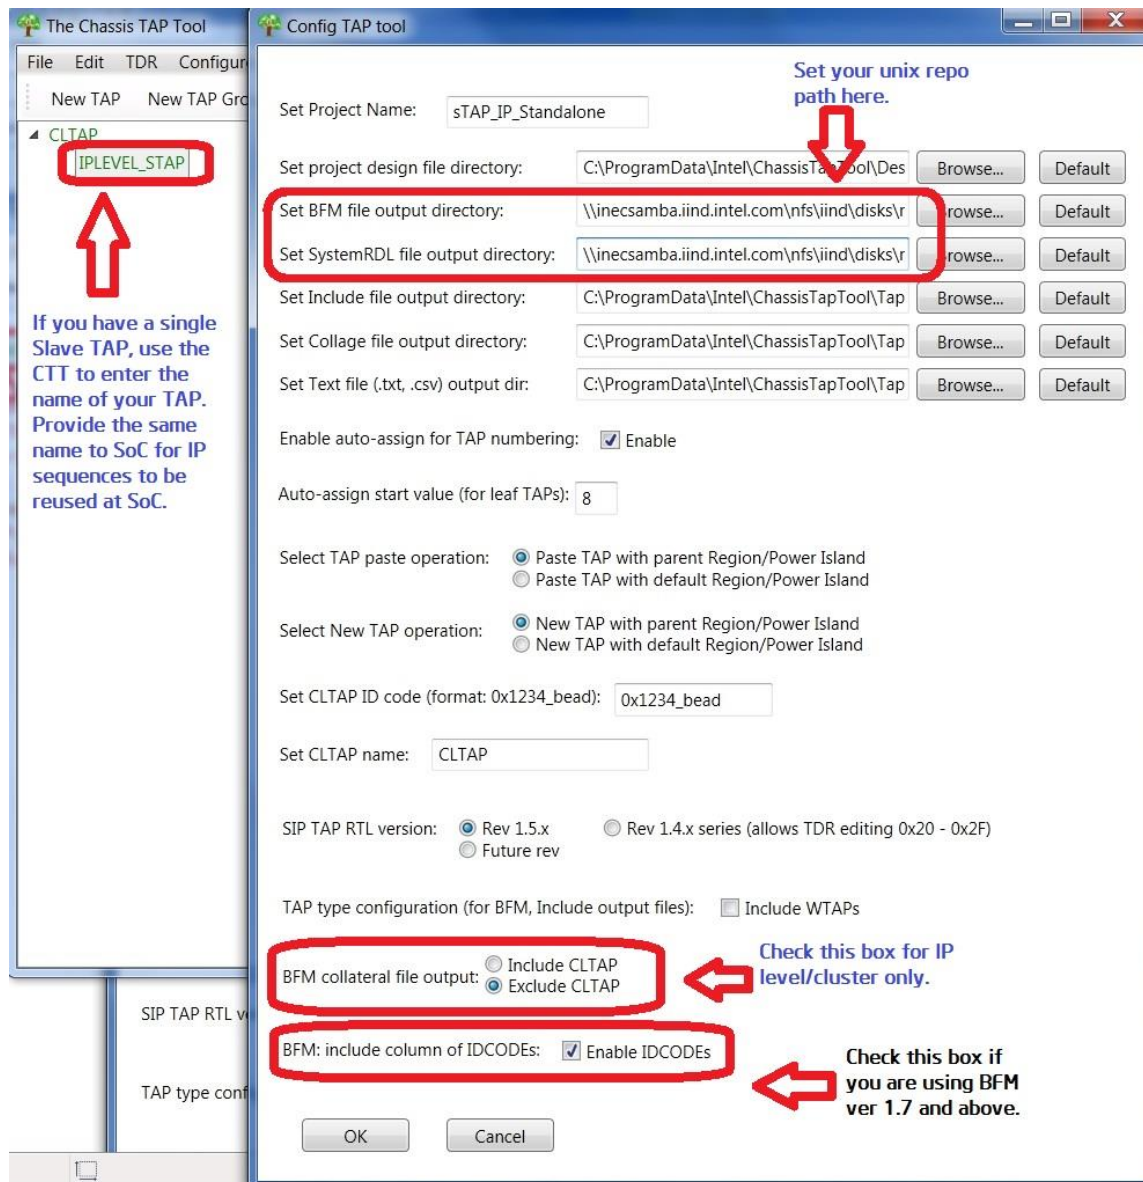 The Chassis TAP Tool
File Edit TDR Configur
New TAP New TAP Gro
CLTAP
IPLEVEL_STAP
If you have a single
Slave TAP, use the
CTT to enter the
name of your TAP.
Provide the same
name to SoC for IP
sequences to be
reused at SoC.
Config TAP tool
Set your unix repo
path here.
Set Project Name: sTAP_IP_Standalone
Set project design file directory: C:\ProgramData\Intel\ChassisTapTool\Des Browse... Default
Set BFM file output directory: \\inecsamba.iind.intel.com\nfs\iind\disks\r Browse... Default
Set SystemRDL file output directory: \\inecsamba.iind.intel.com\nfs\iind\disks\r Browse... Default
Set Include file output directory: C:\ProgramData\Intel\ChassisTapTool\Tap Browse... Default
Set Collage file output directory: C:\ProgramData\Intel\ChassisTapTool\Tap Browse... Default
Set Text file (.txt, .csv) output dir: C:\ProgramData\Intel\ChassisTapTool\Tap Browse... Default
Enable auto-assign for TAP numbering: Enable
Auto-assign start value (for leaf TAPs): 8
Select TAP paste operation: Paste TAP with parent Region/Power Island
Paste TAP with default Region/Power Island
Select New TAP operation: New TAP with parent Region/Power Island
New TAP with default Region/Power Island
Set CLTAP ID code (format: 0x1234_bead): 0x1234_bead
Set CLTAP name: CLTAP
SIP TAP RTL version: Rev 1.5.x Rev 1.4.x series (allows TDR editing 0x20 - 0x2F)
Future rev
TAP type configuration (for BFM, Include output files): Include WTAPs
BFM collateral file output: Include CLTAP
Exclude CLTAP
Check this box for IP
level/cluster only.
BFM: include column of IDCODEs: Enable IDCODEs
Check this box if
you are using BFM
ver 1.7 and above.
OK Cancel
SIP TAP RTL v
TAP type conf